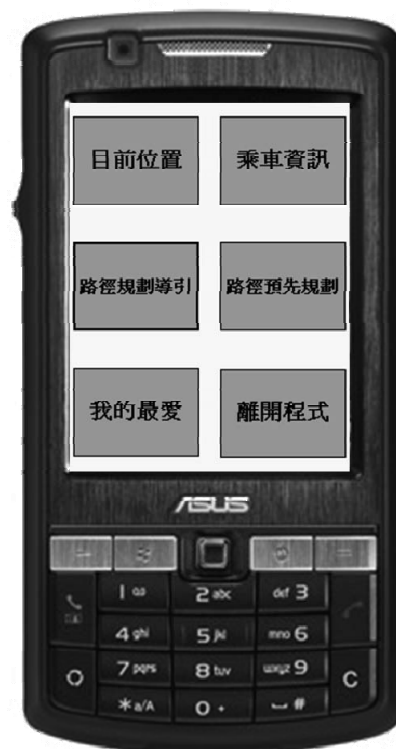 目前位置
乘車資訊
路徑規劃導引
路徑預先規劃
我的最愛
離開程式
ASUS
1
2 abc
def 3
4 ghi
5 jkl
mno 6
7 pqrs
8 tuv
wxyz 9
C
* a/A
0 +
#